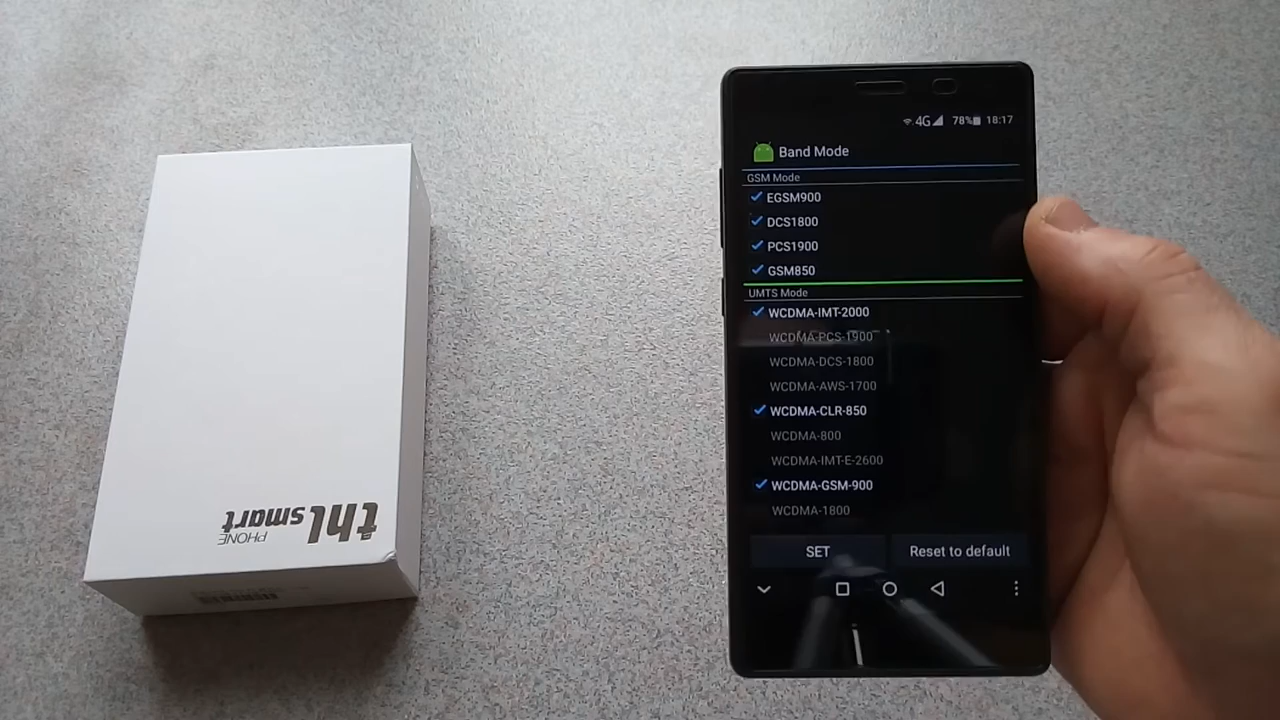 thl smart
PHONE
4G 78% 18:17
Band Mode
GSM Mode
EGSM900
DCS1800
PCS1900
GSM850
UMTS Mode
WCDMA-IMT-2000
WCDMA-PCS-1900
WCDMA-DCS-1800
WCDMA-AWS-1700
WCDMA-CLR-850
WCDMA-800
WCDMA-IMT-E-2600
WCDMA-GSM-900
WCDMA-1800
SET Reset to default